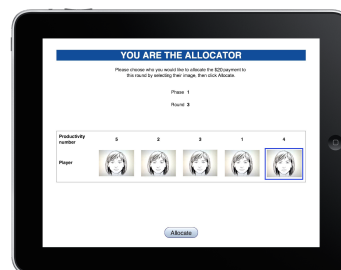 YOU ARE THE ALLOCATOR
Please choose who you would like to allocate the $20 payment to
this round by selecting their image, then click Allocate.
Phase 1
Round 3
Productivity number 5 2 3 1 4
Player
Allocate